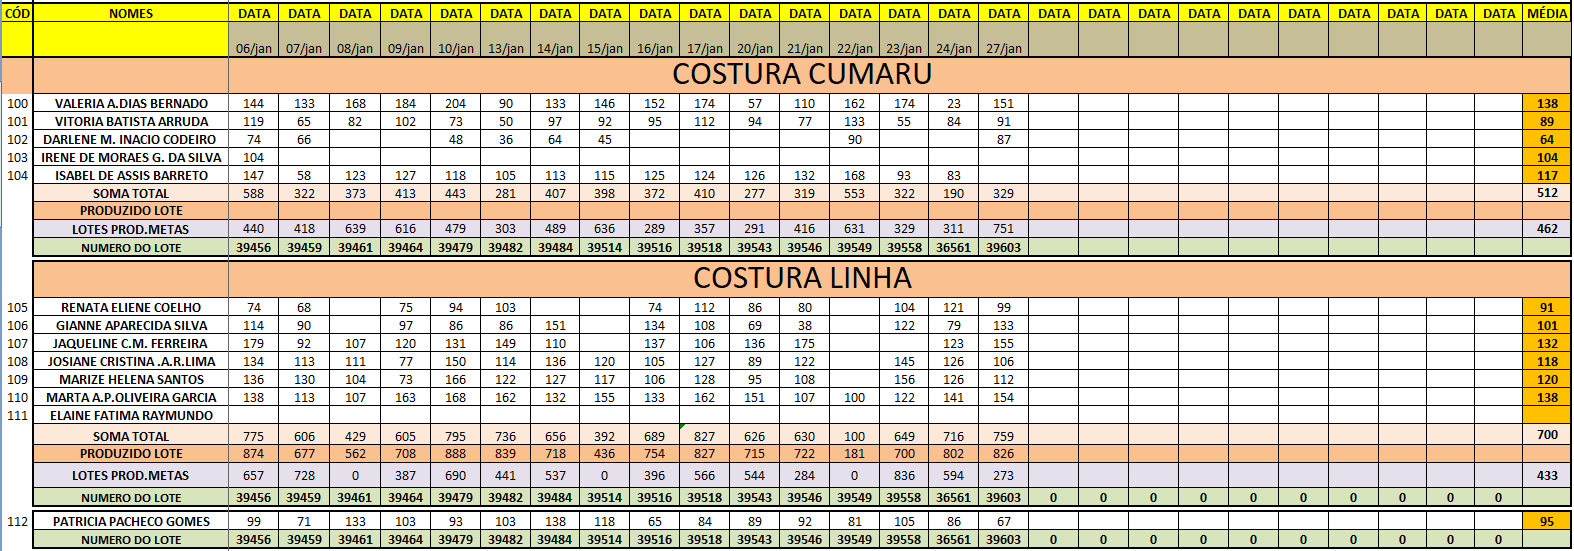 CÓD NOMES DATA DATA DATA DATA DATA DATA DATA DATA DATA DATA DATA DATA DATA DATA DATA DATA DATA DATA DATA DATA DATA DATA DATA DATA DATA DATA MÉDIA
06/jan 07/jan 08/jan 09/jan 10/jan 13/jan 14/jan 15/jan 16/jan 17/jan 20/jan 21/jan 22/jan 23/jan 24/jan 27/jan
COSTURA CUMARU
100 VALERIA A.DIAS BERNADO 144 133 168 184 204 90 133 146 152 174 57 110 162 174 23 151 138
101 VITORIA BATISTA ARRUDA 119 65 82 102 73 50 97 92 95 112 94 77 133 55 84 91 89
102 DARLENE M. INACIO CODEIRO 74 66 48 36 64 45 90 87 64
103 IRENE DE MORAES G. DA SILVA 104 104
104 ISABEL DE ASSIS BARRETO 147 58 123 127 118 105 113 115 125 124 126 132 168 93 83 117
SOMA TOTAL 588 322 373 413 443 281 407 398 372 410 277 319 553 322 190 329 512
PRODUZIDO LOTE
LOTES PROD.METAS 440 418 639 616 479 303 489 636 289 357 291 416 631 329 311 751 462
NUMERO DO LOTE 39456 39459 39461 39464 39479 39482 39484 39514 39516 39518 39543 39546 39549 39558 36561 39603
COSTURA LINHA
105 RENATA ELIENE COELHO 74 68 75 94 103 74 112 86 80 104 121 99 91
106 GIANNE APARECIDA SILVA 114 90 97 86 86 151 134 108 69 38 122 79 133 101
107 JAQUELINE C.M. FERREIRA 179 92 107 120 131 149 110 137 106 136 175 123 155 132
108 JOSIANE CRISTINA .A.R.LIMA 134 113 111 77 150 114 136 120 105 127 89 122 145 126 106 118
109 MARIZE HELENA SANTOS 136 130 104 73 166 122 127 117 106 128 95 108 156 126 112 120
110 MARTA A.P.OLIVEIRA GARCIA 138 113 107 163 168 162 132 155 133 162 151 107 100 122 141 154 138
111 ELAINE FATIMA RAYMUNDO
SOMA TOTAL 775 606 429 605 795 736 656 392 689 827 626 630 100 649 716 759 700
PRODUZIDO LOTE 874 677 562 708 888 839 718 436 754 827 715 722 181 700 802 826
LOTES PROD.METAS 657 728 0 387 690 441 537 0 396 566 544 284 0 836 594 273 433
NUMERO DO LOTE 39456 39459 39461 39464 39479 39482 39484 39514 39516 39518 39543 39546 39549 39558 36561 39603 0 0 0 0 0 0 0 0 0 0
112 PATRICIA PACHECO GOMES 99 71 133 103 93 103 138 118 65 84 89 92 81 105 86 67 95
NUMERO DO LOTE 39456 39459 39461 39464 39479 39482 39484 39514 39516 39518 39543 39546 39549 39558 36561 39603 0 0 0 0 0 0 0 0 0 0